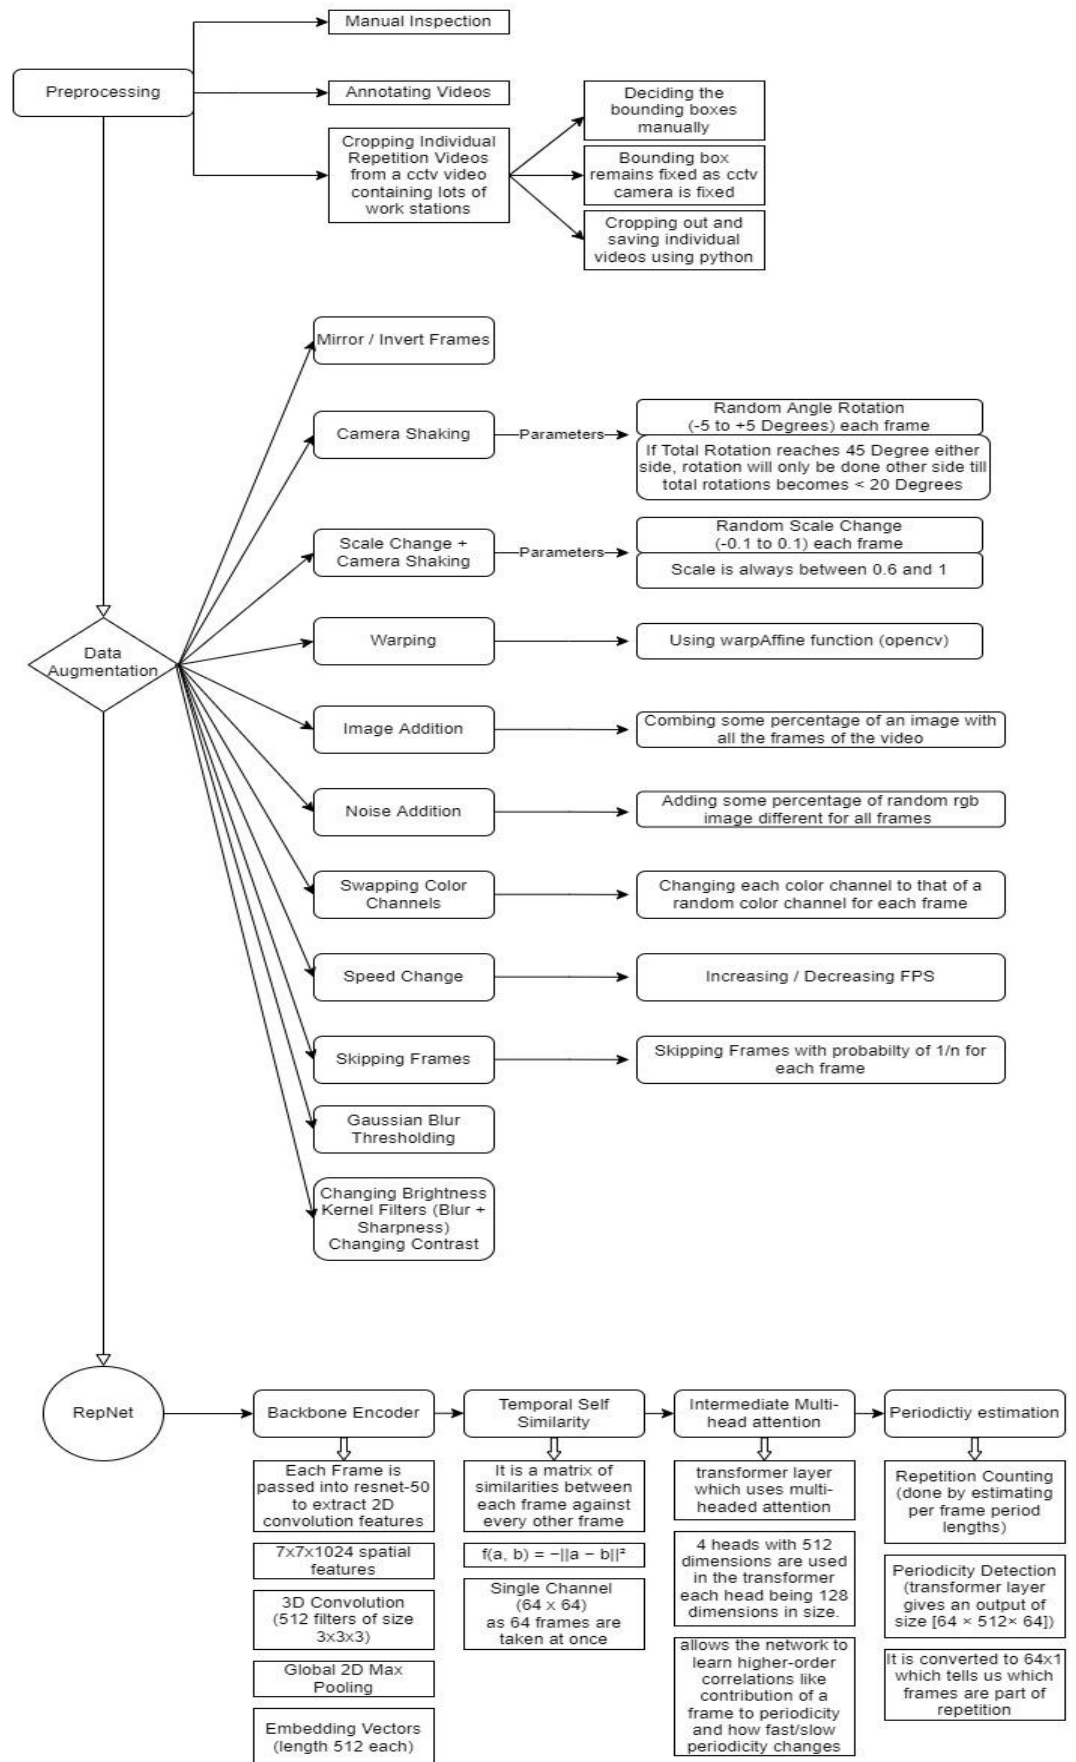 Manual Inspection
Preprocessing
Annotating Videos
Cropping Individual
Repetition Videos
from a cctv video
containing lots of
work stations
Deciding the
bounding boxes
manually
Bounding box
remains fixed as cctv
camera is fixed
Cropping out and
saving individual
videos using python
Mirror / Invert Frames
Camera Shaking
Parameters
Random Angle Rotation
(-5 to +5 Degrees) each frame
If Total Rotation reaches 45 Degree either
side, rotation will only be done other side till
total rotations becomes < 20 Degrees
Scale Change +
Camera Shaking
Parameters
Random Scale Change
(-0.1 to 0.1) each frame
Scale is always between 0.6 and 1
Data
Augmentation
Warping
Using warpAffine function (opencv)
Image Addition
Combing some percentage of an image with
all the frames of the video
Noise Addition
Adding some percentage of random rgb
image different for all frames
Swapping Color
Channels
Changing each color channel to that of a
random color channel for each frame
Speed Change
Increasing / Decreasing FPS
Skipping Frames
Skipping Frames with probabilty of 1/n for
each frame
Gaussian Blur
Thresholding
Changing Brightness
Kernel Filters (Blur +
Sharpness)
Changing Contrast
RepNet
Backbone Encoder
Each Frame is
passed into resnet-50
to extract 2D
convolution features
7x7x1024 spatial
features
3D Convolution
(512 filters of size
3x3x3)
Global 2D Max
Pooling
Embedding Vectors
(length 512 each)
Temporal Self
Similarity
It is a matrix of
similarities between
each frame against
every other frame
f(a, b) = −||a − b||²
Single Channel
(64 x 64)
as 64 frames are
taken at once
Intermediate Multi-
head attention
transformer layer
which uses multi-
headed attention
4 heads with 512
dimensions are used
in the transformer
each head being 128
dimensions in size.
allows the network to
learn higher-order
correlations like
contribution of a
frame to periodicity
and how fast/slow
periodicity changes
Periodictiy estimation
Repetition Counting
(done by estimating
per frame period
lengths)
Periodicity Detection
(transformer layer
gives an output of
size [64 × 512× 64])
It is converted to 64x1
which tells us which
frames are part of
repetition